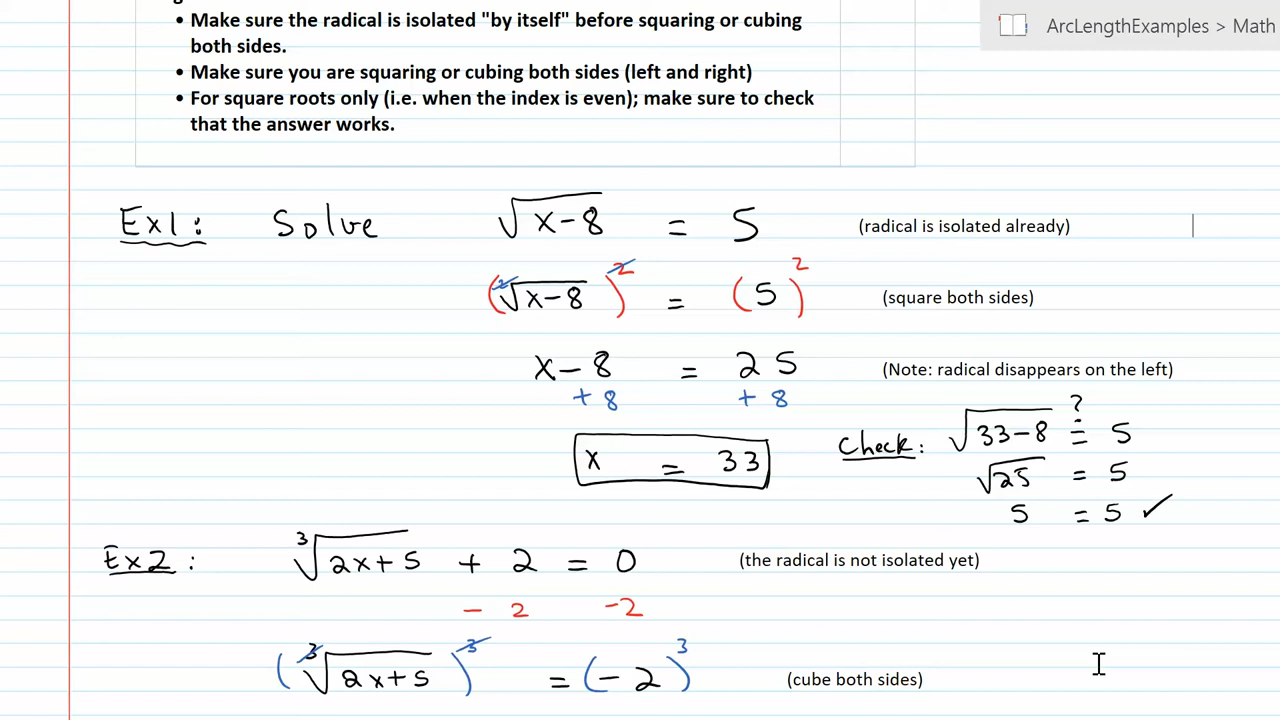 • Make sure the radical is isolated "by itself" before squaring or cubing
both sides.
• Make sure you are squaring or cubing both sides (left and right)
• For square roots only (i.e. when the index is even); make sure to check
that the answer works.
ArcLengthExamples > Math
Ex1: Solve √(x-8) = 5 (radical is isolated already)
(²√(x-8))² = (5)² (square both sides)
x-8 = 25 (Note: radical disappears on the left)
+8 +8
x = 33
Check: √(33-8) ≟ 5
√25 = 5
5 = 5 ✓
Ex2: ³√(2x+5) + 2 = 0 (the radical is not isolated yet)
- 2 -2
(³√(2x+5))³ = (-2)³ (cube both sides)